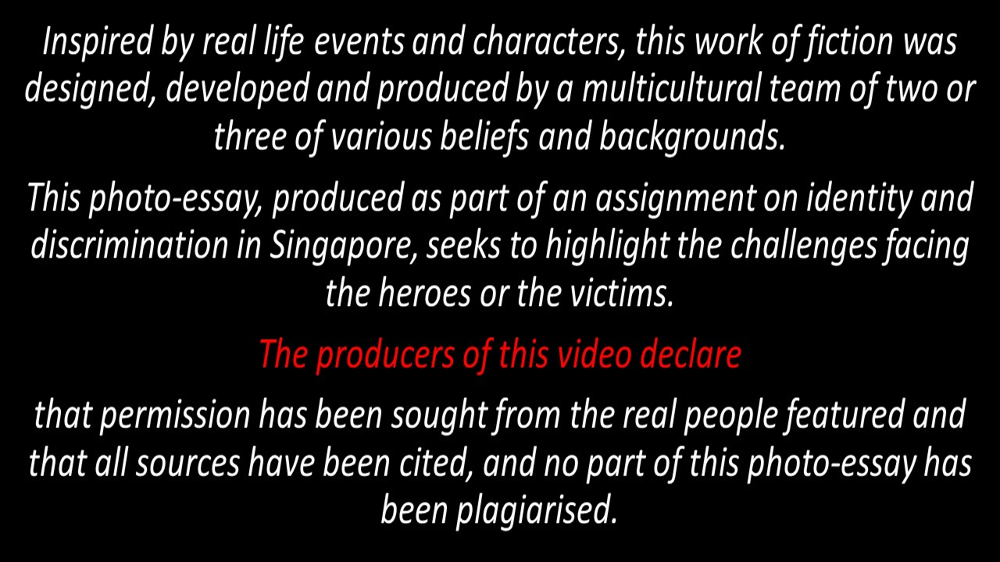 Inspired by real life events and characters, this work of fiction was
designed, developed and produced by a multicultural team of two or
three of various beliefs and backgrounds.
This photo-essay, produced as part of an assignment on identity and
discrimination in Singapore, seeks to highlight the challenges facing
the heroes or the victims.
The producers of this video declare
that permission has been sought from the real people featured and
that all sources have been cited, and no part of this photo-essay has
been plagiarised.